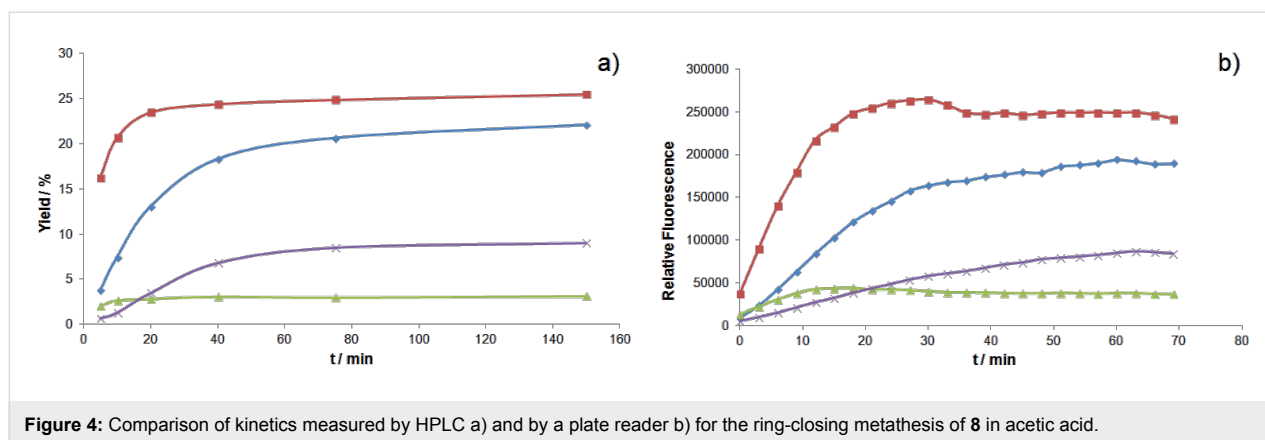 a)
30
25
20
15
10
5
0
Yield / %
0 20 40 60 80 100 120 140 160
t / min
b)
300000
250000
200000
150000
100000
50000
0
Relative Fluorescence
0 10 20 30 40 50 60 70 80
t / min
Figure 4: Comparison of kinetics measured by HPLC a) and by a plate reader b) for the ring-closing metathesis of 8 in acetic acid.